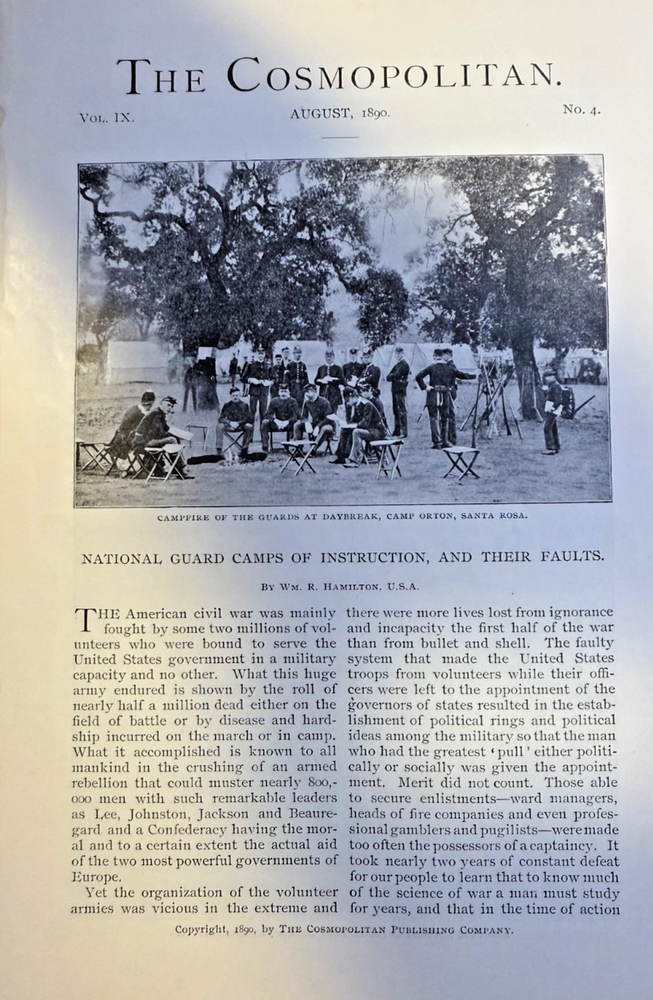 THE COSMOPOLITAN.
VOL. IX.
AUGUST, 1890.
No. 4.
CAMPFIRE OF THE GUARDS AT DAYBREAK, CAMP ORTON, SANTA ROSA.
NATIONAL GUARD CAMPS OF INSTRUCTION, AND THEIR FAULTS.
BY WM. R. HAMILTON, U.S.A.
THE American civil war was mainly
fought by some two millions of vol-
unteers who were bound to serve the
United States government in a military
capacity and no other. What this huge
army endured is shown by the roll of
nearly half a million dead either on the
field of battle or by disease and hard-
ship incurred on the march or in camp.
What it accomplished is known to all
mankind in the crushing of an armed
rebellion that could muster nearly 800,-
000 men with such remarkable leaders
as Lee, Johnston, Jackson and Beaure-
gard and a Confederacy having the mor-
al and to a certain extent the actual aid
of the two most powerful governments of
Europe.
Yet the organization of the volunteer
armies was vicious in the extreme and
there were more lives lost from ignorance
and incapacity the first half of the war
than from bullet and shell. The faulty
system that made the United States
troops from volunteers while their offi-
cers were left to the appointment of the
governors of states resulted in the estab-
lishment of political rings and political
ideas among the military so that the man
who had the greatest ‘pull’ either politi-
cally or socially was given the appoint-
ment. Merit did not count. Those able
to secure enlistments—ward managers,
heads of fire companies and even profes-
sional gamblers and pugilists—were made
too often the possessors of a captaincy. It
took nearly two years of constant defeat
for our people to learn that to know much
of the science of war a man must study
for years, and that in the time of action
Copyright, 1890, by THE COSMOPOLITAN PUBLISHING COMPANY.